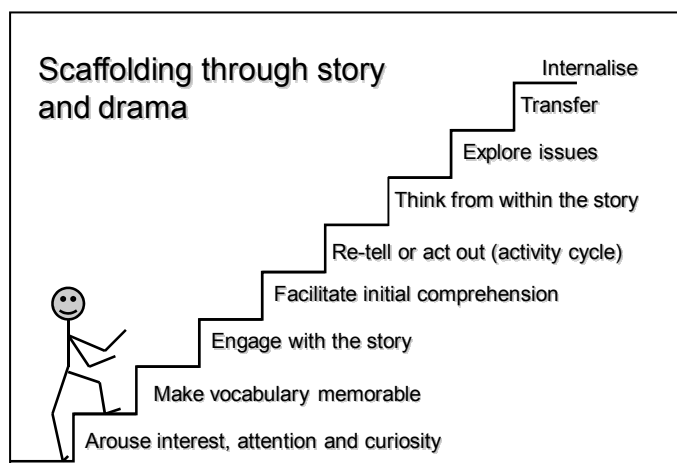 Scaffolding through story
and drama
Internalise
Transfer
Explore issues
Think from within the story
Re-tell or act out (activity cycle)
Facilitate initial comprehension
Engage with the story
Make vocabulary memorable
Arouse interest, attention and curiosity